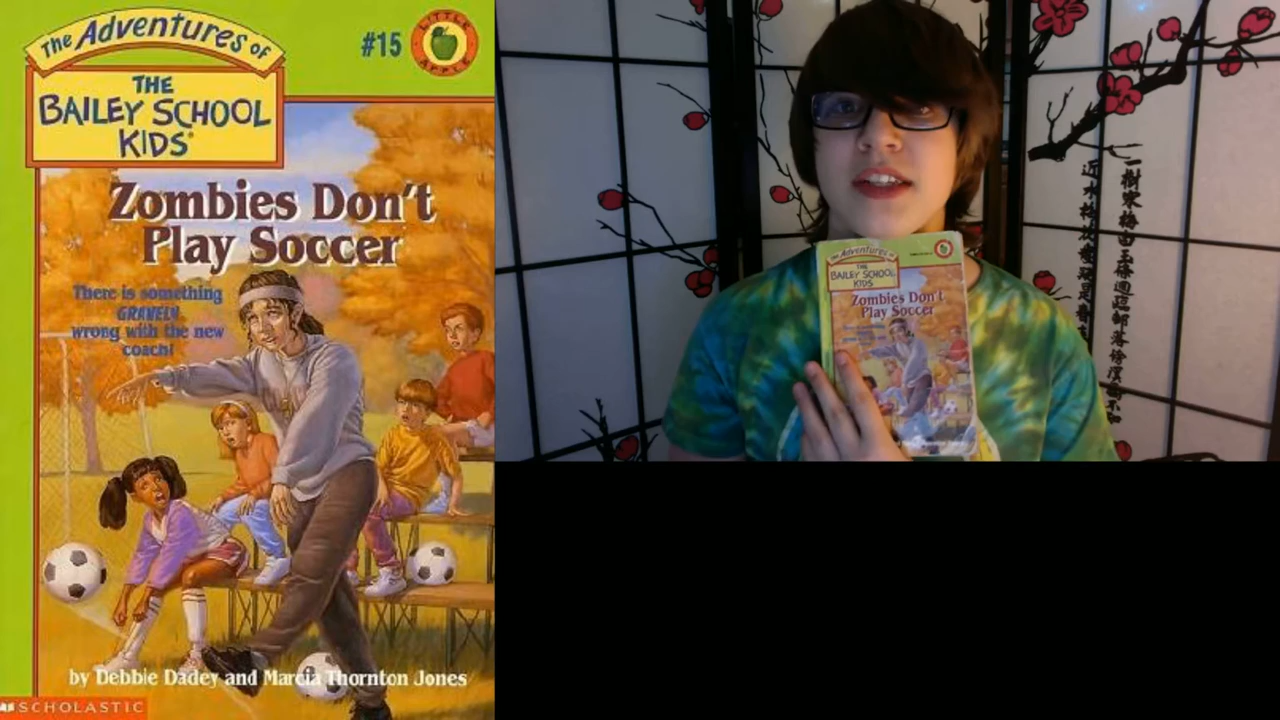 The Adventures of
THE
BAILEY SCHOOL
KIDS®
#15
LITTLE
APPLE
Zombies Don't
Play Soccer
There is something
GRAVELY
wrong with the new
coach!
by Debbie Dadey and Marcia Thornton Jones
SCHOLASTIC
The Adventures of
THE
BAILEY SCHOOL
KIDS
Zombies Don't
Play Soccer